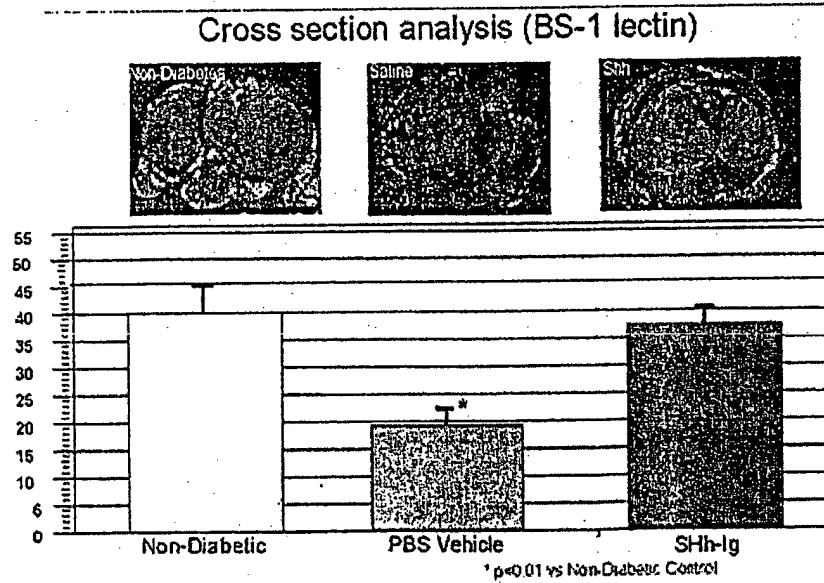 Cross section analysis (BS-1 lectin)
Non-Diabetes
Saline
Shh
55
50
45
40
35
30
25
20
15
10
6
0
Non-Diabetic
PBS Vehicle
SHh-Ig
*
* p<0.01 vs Non-Diabetic Control